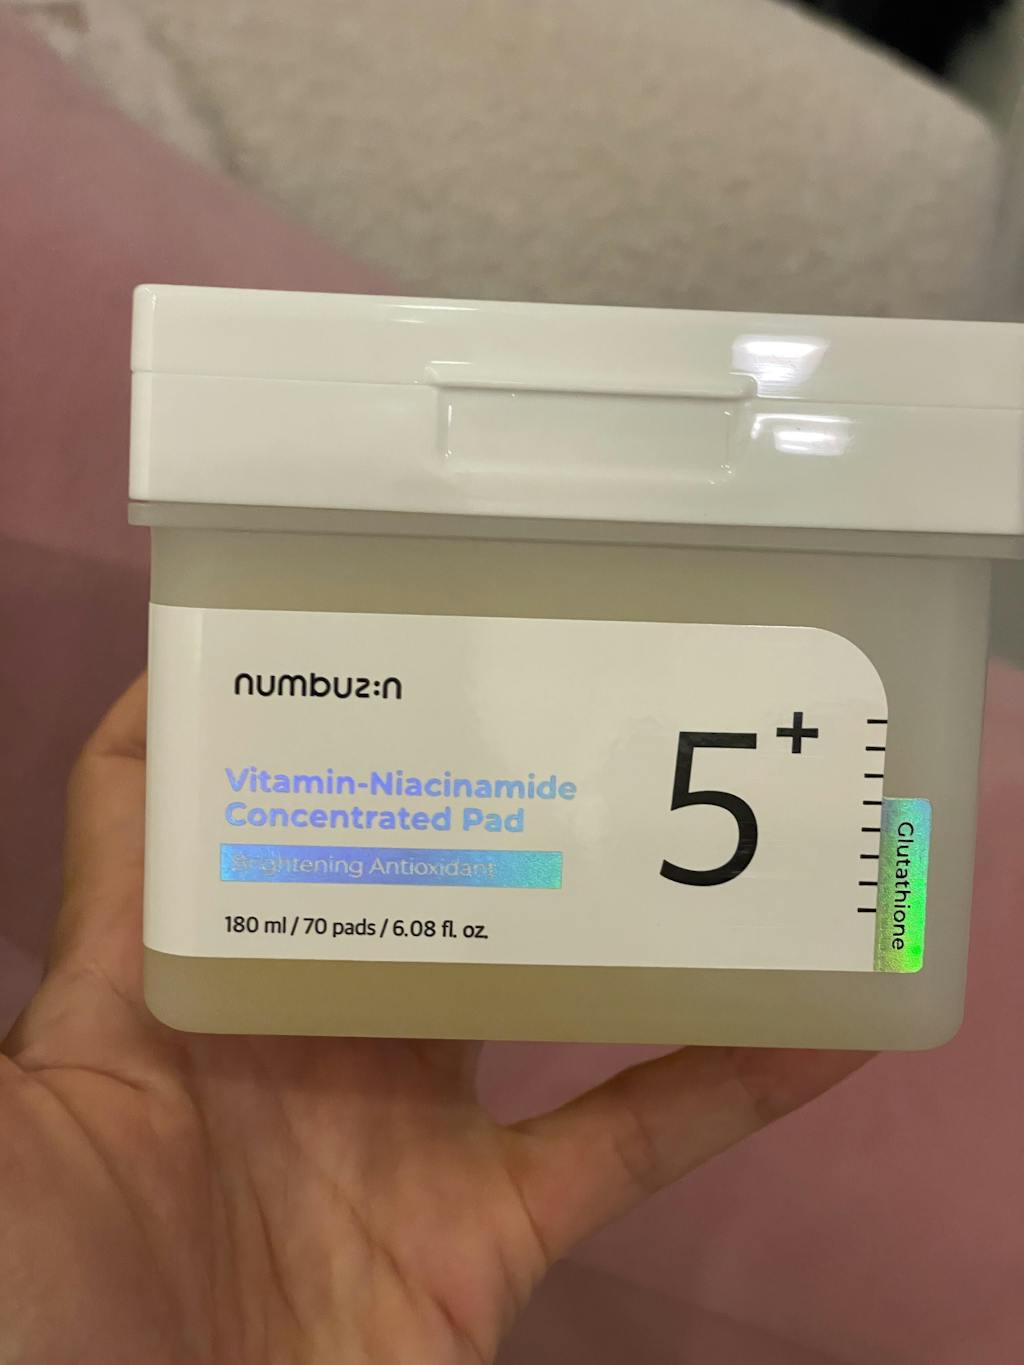 numbuz:n
5+
Vitamin-Niacinamide
Concentrated Pad
Brightening Antioxidant
180 ml / 70 pads / 6.08 fl. oz.
Glutathione